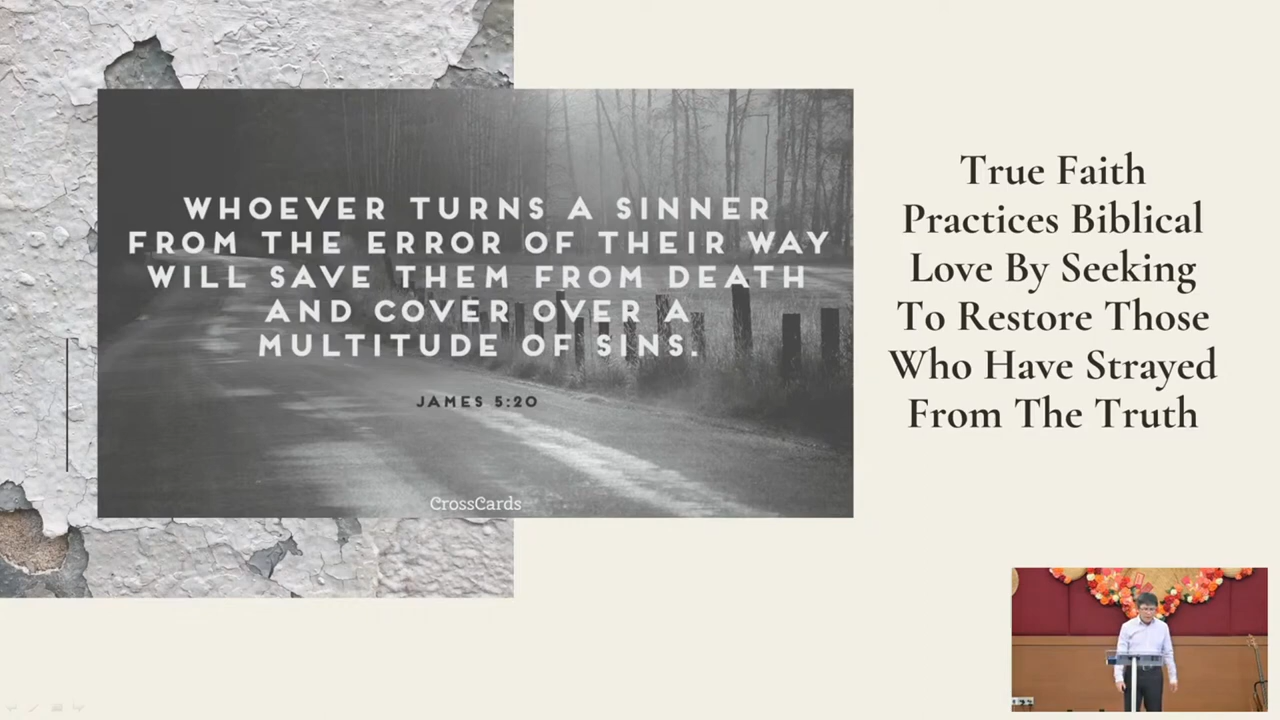 WHOEVER TURNS A SINNER
FROM THE ERROR OF THEIR WAY
WILL SAVE THEM FROM DEATH
AND COVER OVER A
MULTITUDE OF SINS.
JAMES 5:20
CrossCards
True Faith
Practices Biblical
Love By Seeking
To Restore Those
Who Have Strayed
From The Truth